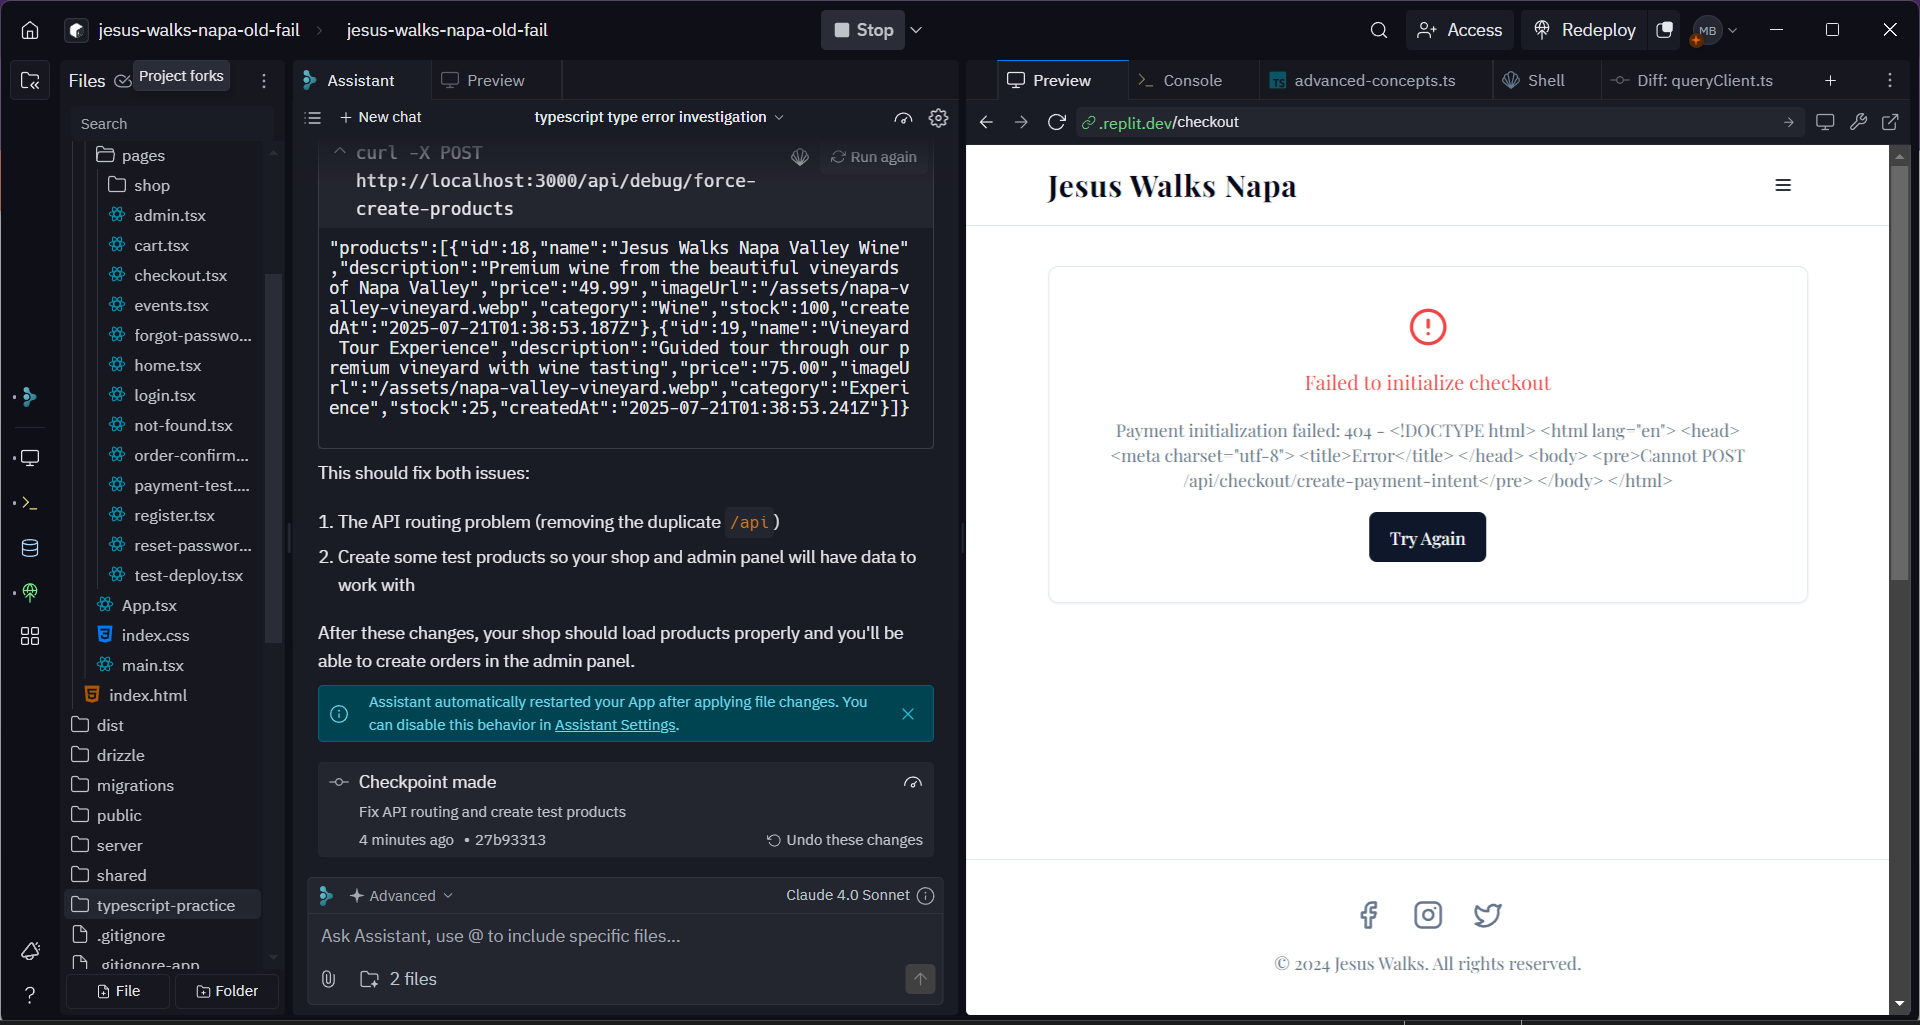 jesus-walks-napa-old-fail
jesus-walks-napa-old-fail
Stop
Access
Redeploy
MB
Files
Project forks
Search
pages
shop
admin.tsx
cart.tsx
checkout.tsx
events.tsx
forgot-passwo...
home.tsx
login.tsx
not-found.tsx
order-confirm...
payment-test....
register.tsx
reset-passwor...
test-deploy.tsx
App.tsx
index.css
main.tsx
index.html
dist
drizzle
migrations
public
server
shared
typescript-practice
.gitignore
.gitignore-app
File
Folder
Assistant
Preview
New chat
typescript type error investigation
curl -X POST
http://localhost:3000/api/debug/force-
create-products
Run again
"products":[{"id":18,"name":"Jesus Walks Napa Valley Wine"
,"description":"Premium wine from the beautiful vineyards
of Napa Valley","price":"49.99","imageUrl":"/assets/napa-v
alley-vineyard.webp","category":"Wine","stock":100,"create
dAt":"2025-07-21T01:38:53.187Z"},{"id":19,"name":"Vineyard
Tour Experience","description":"Guided tour through our p
remium vineyard with wine tasting","price":"75.00","imageU
rl":"/assets/napa-valley-vineyard.webp","category":"Experi
ence","stock":25,"createdAt":"2025-07-21T01:38:53.241Z"}]}
This should fix both issues:
1. The API routing problem (removing the duplicate /api)
2. Create some test products so your shop and admin panel will have data to
work with
After these changes, your shop should load products properly and you'll be
able to create orders in the admin panel.
Assistant automatically restarted your App after applying file changes. You
can disable this behavior in Assistant Settings.
Checkpoint made
Fix API routing and create test products
4 minutes ago • 27b93313
Undo these changes
Advanced
Claude 4.0 Sonnet
Ask Assistant, use @ to include specific files...
2 files
Preview
Console
TS advanced-concepts.ts
Shell
Diff: queryClient.ts
.replit.dev/checkout
Jesus Walks Napa
Failed to initialize checkout
Payment initialization failed: 404 - <!DOCTYPE html> <html lang="en"> <head>
<meta charset="utf-8"> <title>Error</title> </head> <body> <pre>Cannot POST
/api/checkout/create-payment-intent</pre> </body> </html>
Try Again
© 2024 Jesus Walks. All rights reserved.